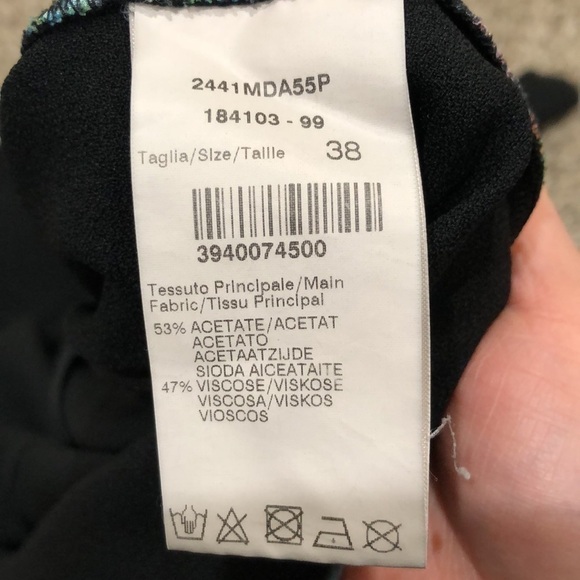 2441MDA55P
184103 - 99
Taglia/Size/Taille 38
3940074500
Tessuto Principale/Main
Fabric/Tissu Principal
53% ACETATE/ACETAT
ACETATO
ACETAATZIJDE
SIODA AICEATAITE
47% VISCOSE/VISKOSE
VISCOSA/VISKOS
VIOSCOS